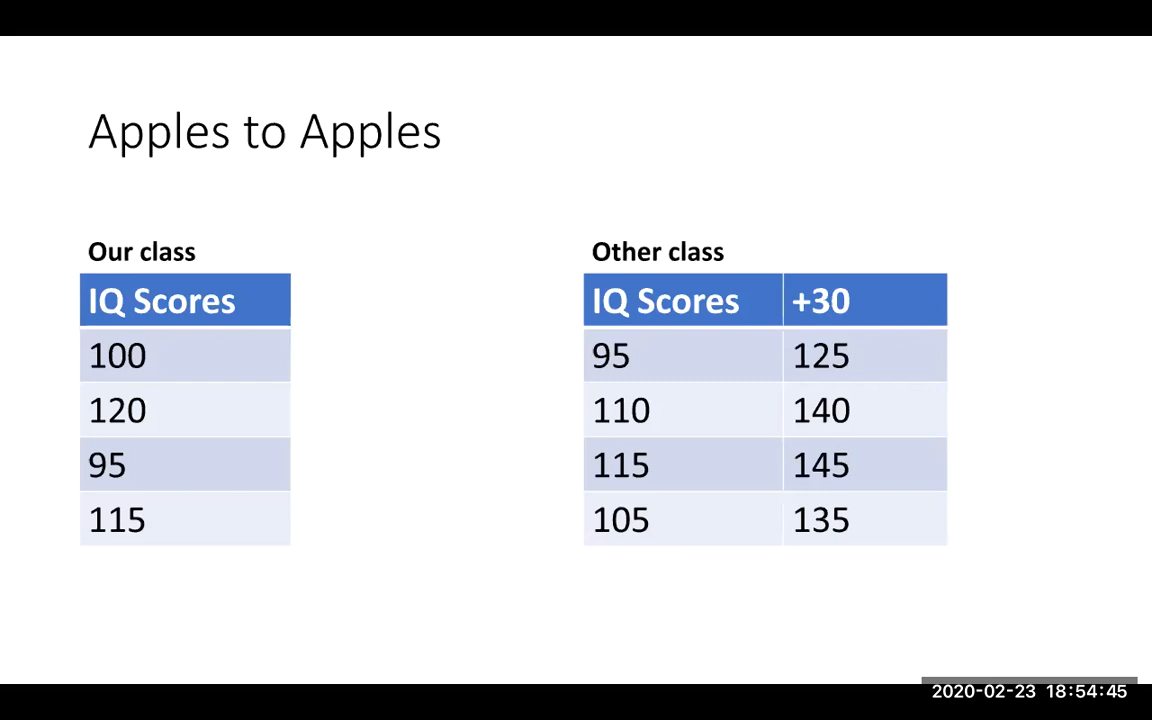 Apples to Apples
Our class
IQ Scores
100
120
95
115
Other class
IQ Scores +30
95 125
110 140
115 145
105 135
2020-02-23 18:54:45